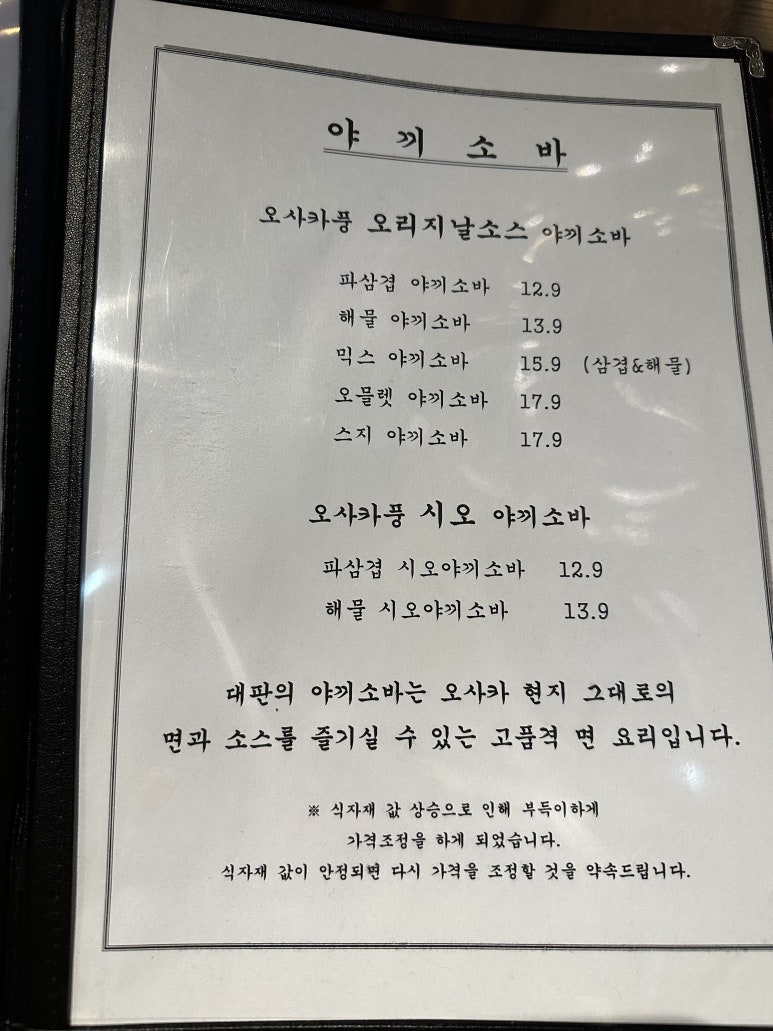 야 끼 소 바
오사카풍 오리지날소스 야끼소바
파삼겹 야끼소바 12.9
해물 야끼소바 13.9
믹스 야끼소바 15.9 (삼겹&해물)
오믈렛 야끼소바 17.9
스지 야끼소바 17.9
오사카풍 시오 야끼소바
파삼겹 시오야끼소바 12.9
해물 시오야끼소바 13.9
대판의 야끼소바는 오사카 현지 그대로의
면과 소스를 즐기실 수 있는 고품격 면 요리입니다.
※ 식자재 값 상승으로 인해 부득이하게
가격조정을 하게 되었습니다.
식자재 값이 안정되면 다시 가격을 조정할 것을 약속드립니다.